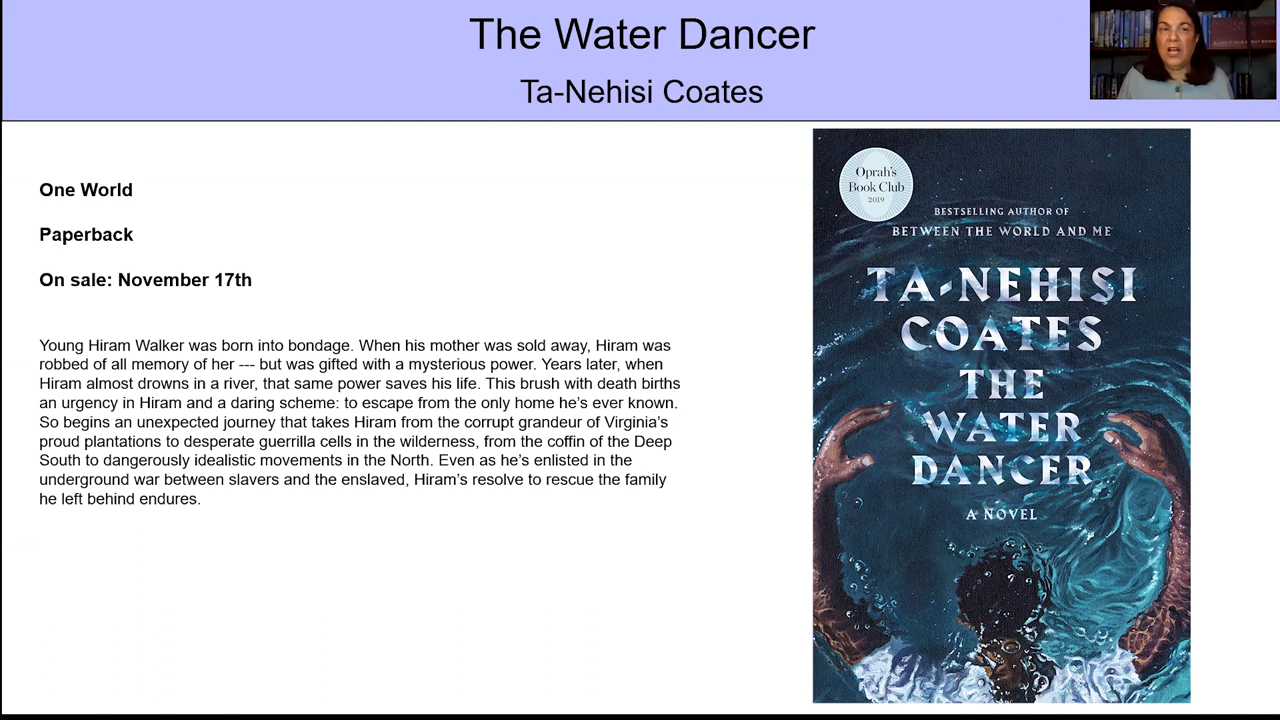 The Water Dancer
Ta-Nehisi Coates
One World
Paperback
On sale: November 17th
Young Hiram Walker was born into bondage. When his mother was sold away, Hiram was
robbed of all memory of her --- but was gifted with a mysterious power. Years later, when
Hiram almost drowns in a river, that same power saves his life. This brush with death births
an urgency in Hiram and a daring scheme: to escape from the only home he’s ever known.
So begins an unexpected journey that takes Hiram from the corrupt grandeur of Virginia’s
proud plantations to desperate guerrilla cells in the wilderness, from the coffin of the Deep
South to dangerously idealistic movements in the North. Even as he’s enlisted in the
underground war between slavers and the enslaved, Hiram’s resolve to rescue the family
he left behind endures.
Oprah's
Book Club
2019
BESTSELLING AUTHOR OF
BETWEEN THE WORLD AND ME
TA-NEHISI
COATES
THE
WATER
DANCER
A NOVEL